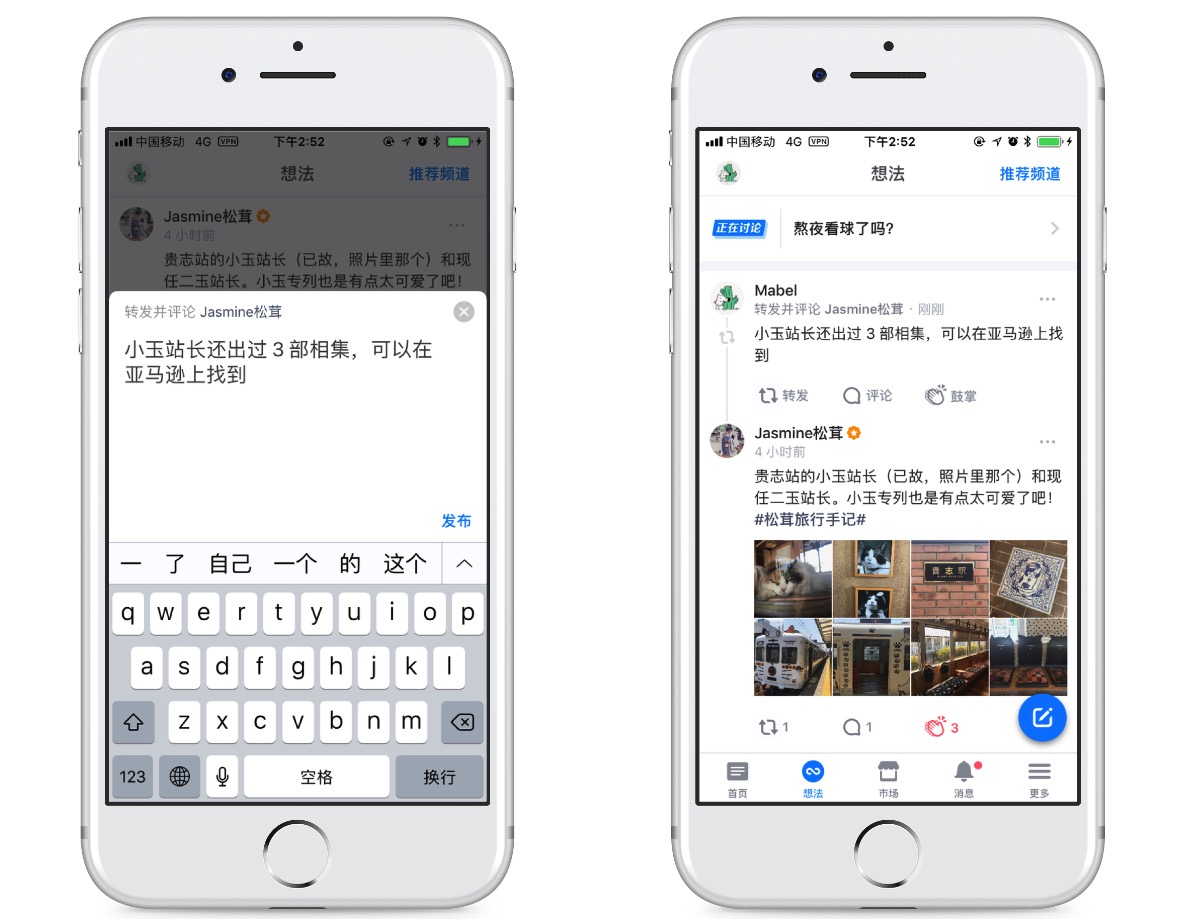 中国移动 4G VPN 下午2:52
想法 推荐频道
Jasmine松茸
4 小时前
贵志站的小玉站长（已故，照片里那个）和现
任二玉站长。小玉专列也是有点太可爱了吧！
转发并评论 Jasmine松茸
小玉站长还出过 3 部相集，可以在
亚马逊上找到
发布
一 了 自己 一个 的 这个
q w e r t y u i o p
a s d f g h j k l
z x c v b n m
123 空格 换行
中国移动 4G VPN 下午2:52
想法 推荐频道
正在讨论 熬夜看球了吗?
Mabel
转发并评论 Jasmine松茸 · 刚刚
小玉站长还出过 3 部相集，可以在亚马逊上找
到
转发 评论 鼓掌
Jasmine松茸
4 小时前
贵志站的小玉站长（已故，照片里那个）和现
任二玉站长。小玉专列也是有点太可爱了吧！
#松茸旅行手记#
貴志駅
1 1 3
首页 想法 市场 消息 更多